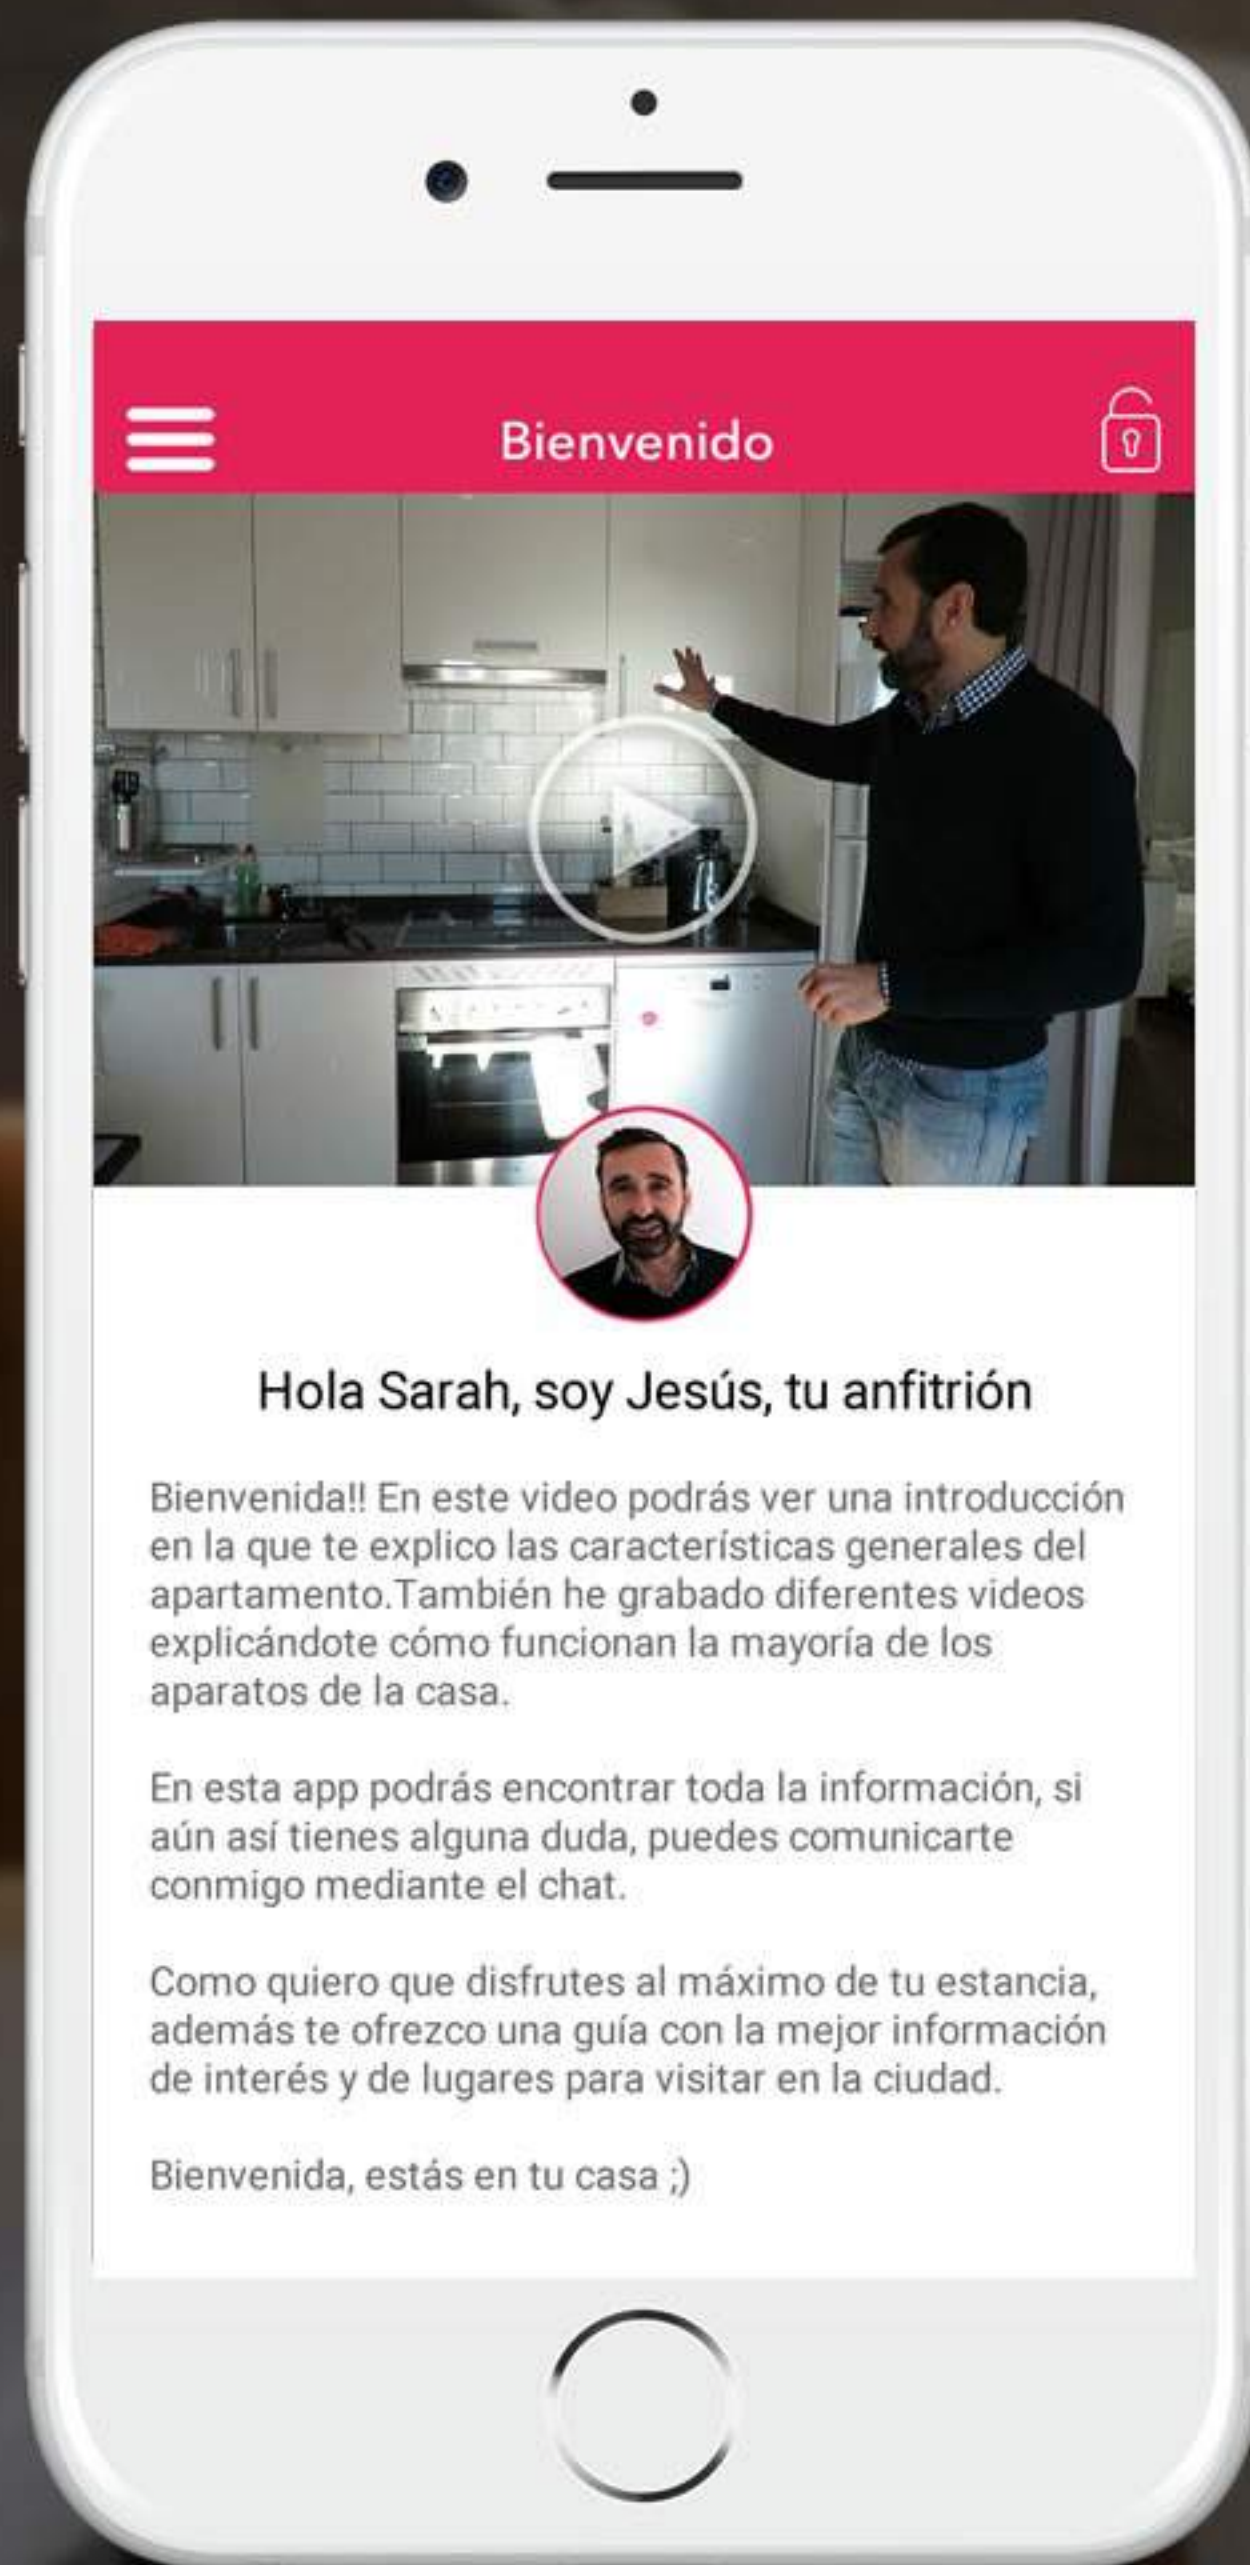 Bienvenido
Hola Sarah, soy Jesús, tu anfitrión
Bienvenida!! En este video podrás ver una introducción
en la que te explico las características generales del
apartamento.También he grabado diferentes videos
explicándote cómo funcionan la mayoría de los
aparatos de la casa.
En esta app podrás encontrar toda la información, si
aún así tienes alguna duda, puedes comunicarte
conmigo mediante el chat.
Como quiero que disfrutes al máximo de tu estancia,
además te ofrezco una guía con la mejor información
de interés y de lugares para visitar en la ciudad.
Bienvenida, estás en tu casa ;)